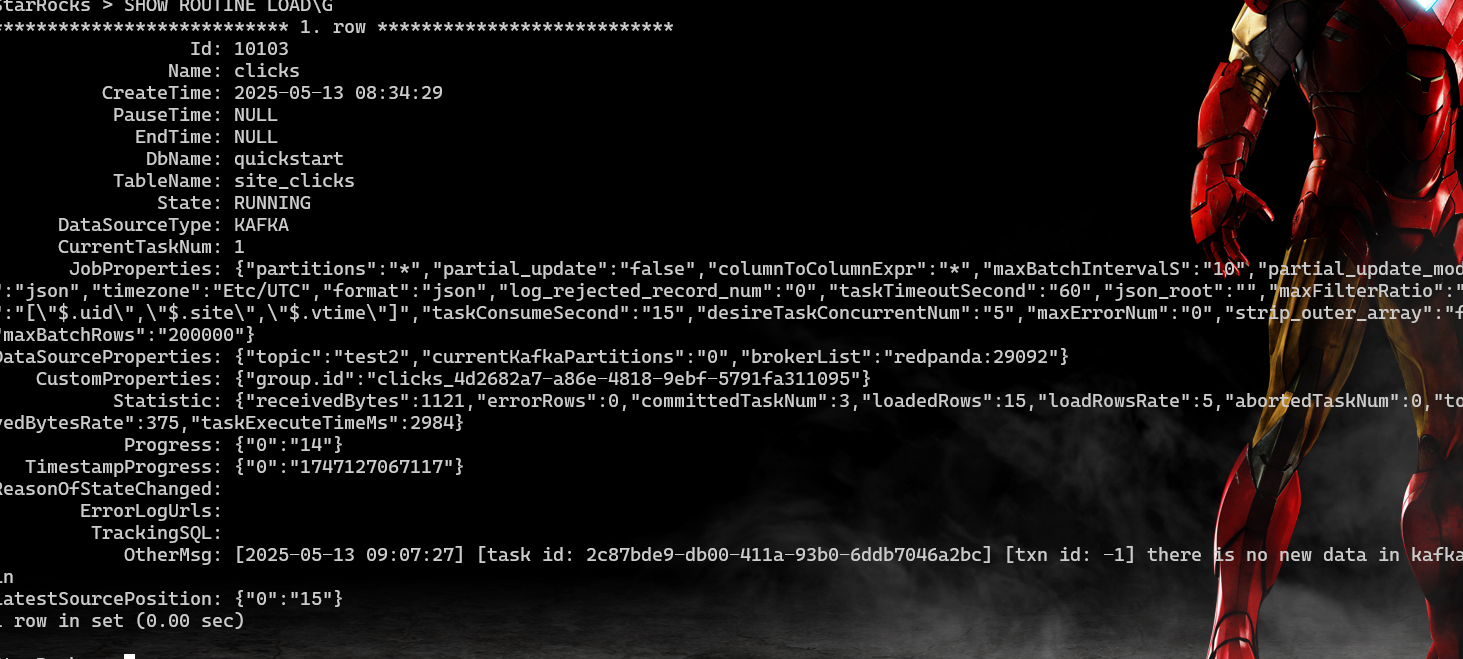 StarRocks > SHOW ROUTINE LOAD\G
*************************** 1. row ***************************
Id: 10103
Name: clicks
CreateTime: 2025-05-13 08:34:29
PauseTime: NULL
EndTime: NULL
DbName: quickstart
TableName: site_clicks
State: RUNNING
DataSourceType: KAFKA
CurrentTaskNum: 1
JobProperties: {"partitions":"*","partial_update":"false","columnToColumnExpr":"*","maxBatchIntervalS":"10","partial_update_mod
":"json","timezone":"Etc/UTC","format":"json","log_rejected_record_num":"0","taskTimeoutSecond":"60","json_root":"","maxFilterRatio":"
":"[\"$.uid\",\"$.site\",\"$.vtime\"]","taskConsumeSecond":"15","desireTaskConcurrentNum":"5","maxErrorNum":"0","strip_outer_array":"f
"maxBatchRows":"200000"}
DataSourceProperties: {"topic":"test2","currentKafkaPartitions":"0","brokerList":"redpanda:29092"}
CustomProperties: {"group.id":"clicks_4d2682a7-a86e-4818-9ebf-5791fa311095"}
Statistic: {"receivedBytes":1121,"errorRows":0,"committedTaskNum":3,"loadedRows":15,"loadRowsRate":5,"abortedTaskNum":0,"to
vedBytesRate":375,"taskExecuteTimeMs":2984}
Progress: {"0":"14"}
TimestampProgress: {"0":"1747127067117"}
ReasonOfStateChanged:
ErrorLogUrls:
TrackingSQL:
OtherMsg: [2025-05-13 09:07:27] [task id: 2c87bde9-db00-411a-93b0-6ddb7046a2bc] [txn id: -1] there is no new data in kafka
in
LatestSourcePosition: {"0":"15"}
1 row in set (0.00 sec)